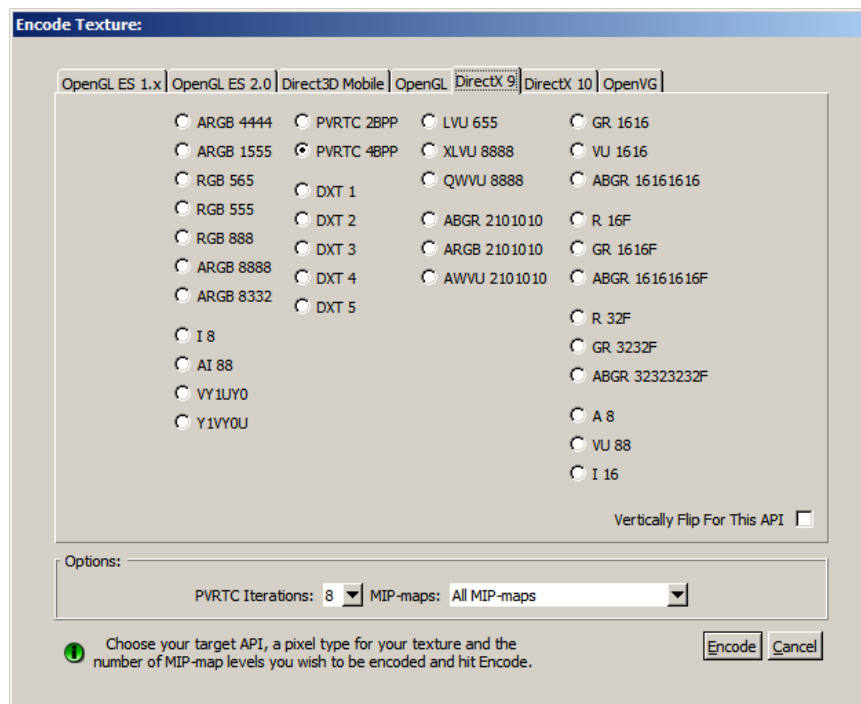 Encode Texture:
OpenGL ES 1.x OpenGL ES 2.0 Direct3D Mobile OpenGL DirectX 9 DirectX 10 OpenVG
ARGB 4444
ARGB 1555
RGB 565
RGB 555
RGB 888
ARGB 8888
ARGB 8332
I 8
AI 88
VY1UY0
Y1VY0U
PVRTC 2BPP
PVRTC 4BPP
DXT 1
DXT 2
DXT 3
DXT 4
DXT 5
LVU 655
XLVU 8888
QWVU 8888
ABGR 2101010
ARGB 2101010
AWVU 2101010
GR 1616
VU 1616
ABGR 16161616
R 16F
GR 1616F
ABGR 16161616F
R 32F
GR 3232F
ABGR 32323232F
A 8
VU 88
I 16
Vertically Flip For This API
Options:
PVRTC Iterations: 8 MIP-maps: All MIP-maps
Choose your target API, a pixel type for your texture and the
number of MIP-map levels you wish to be encoded and hit Encode.
Encode Cancel